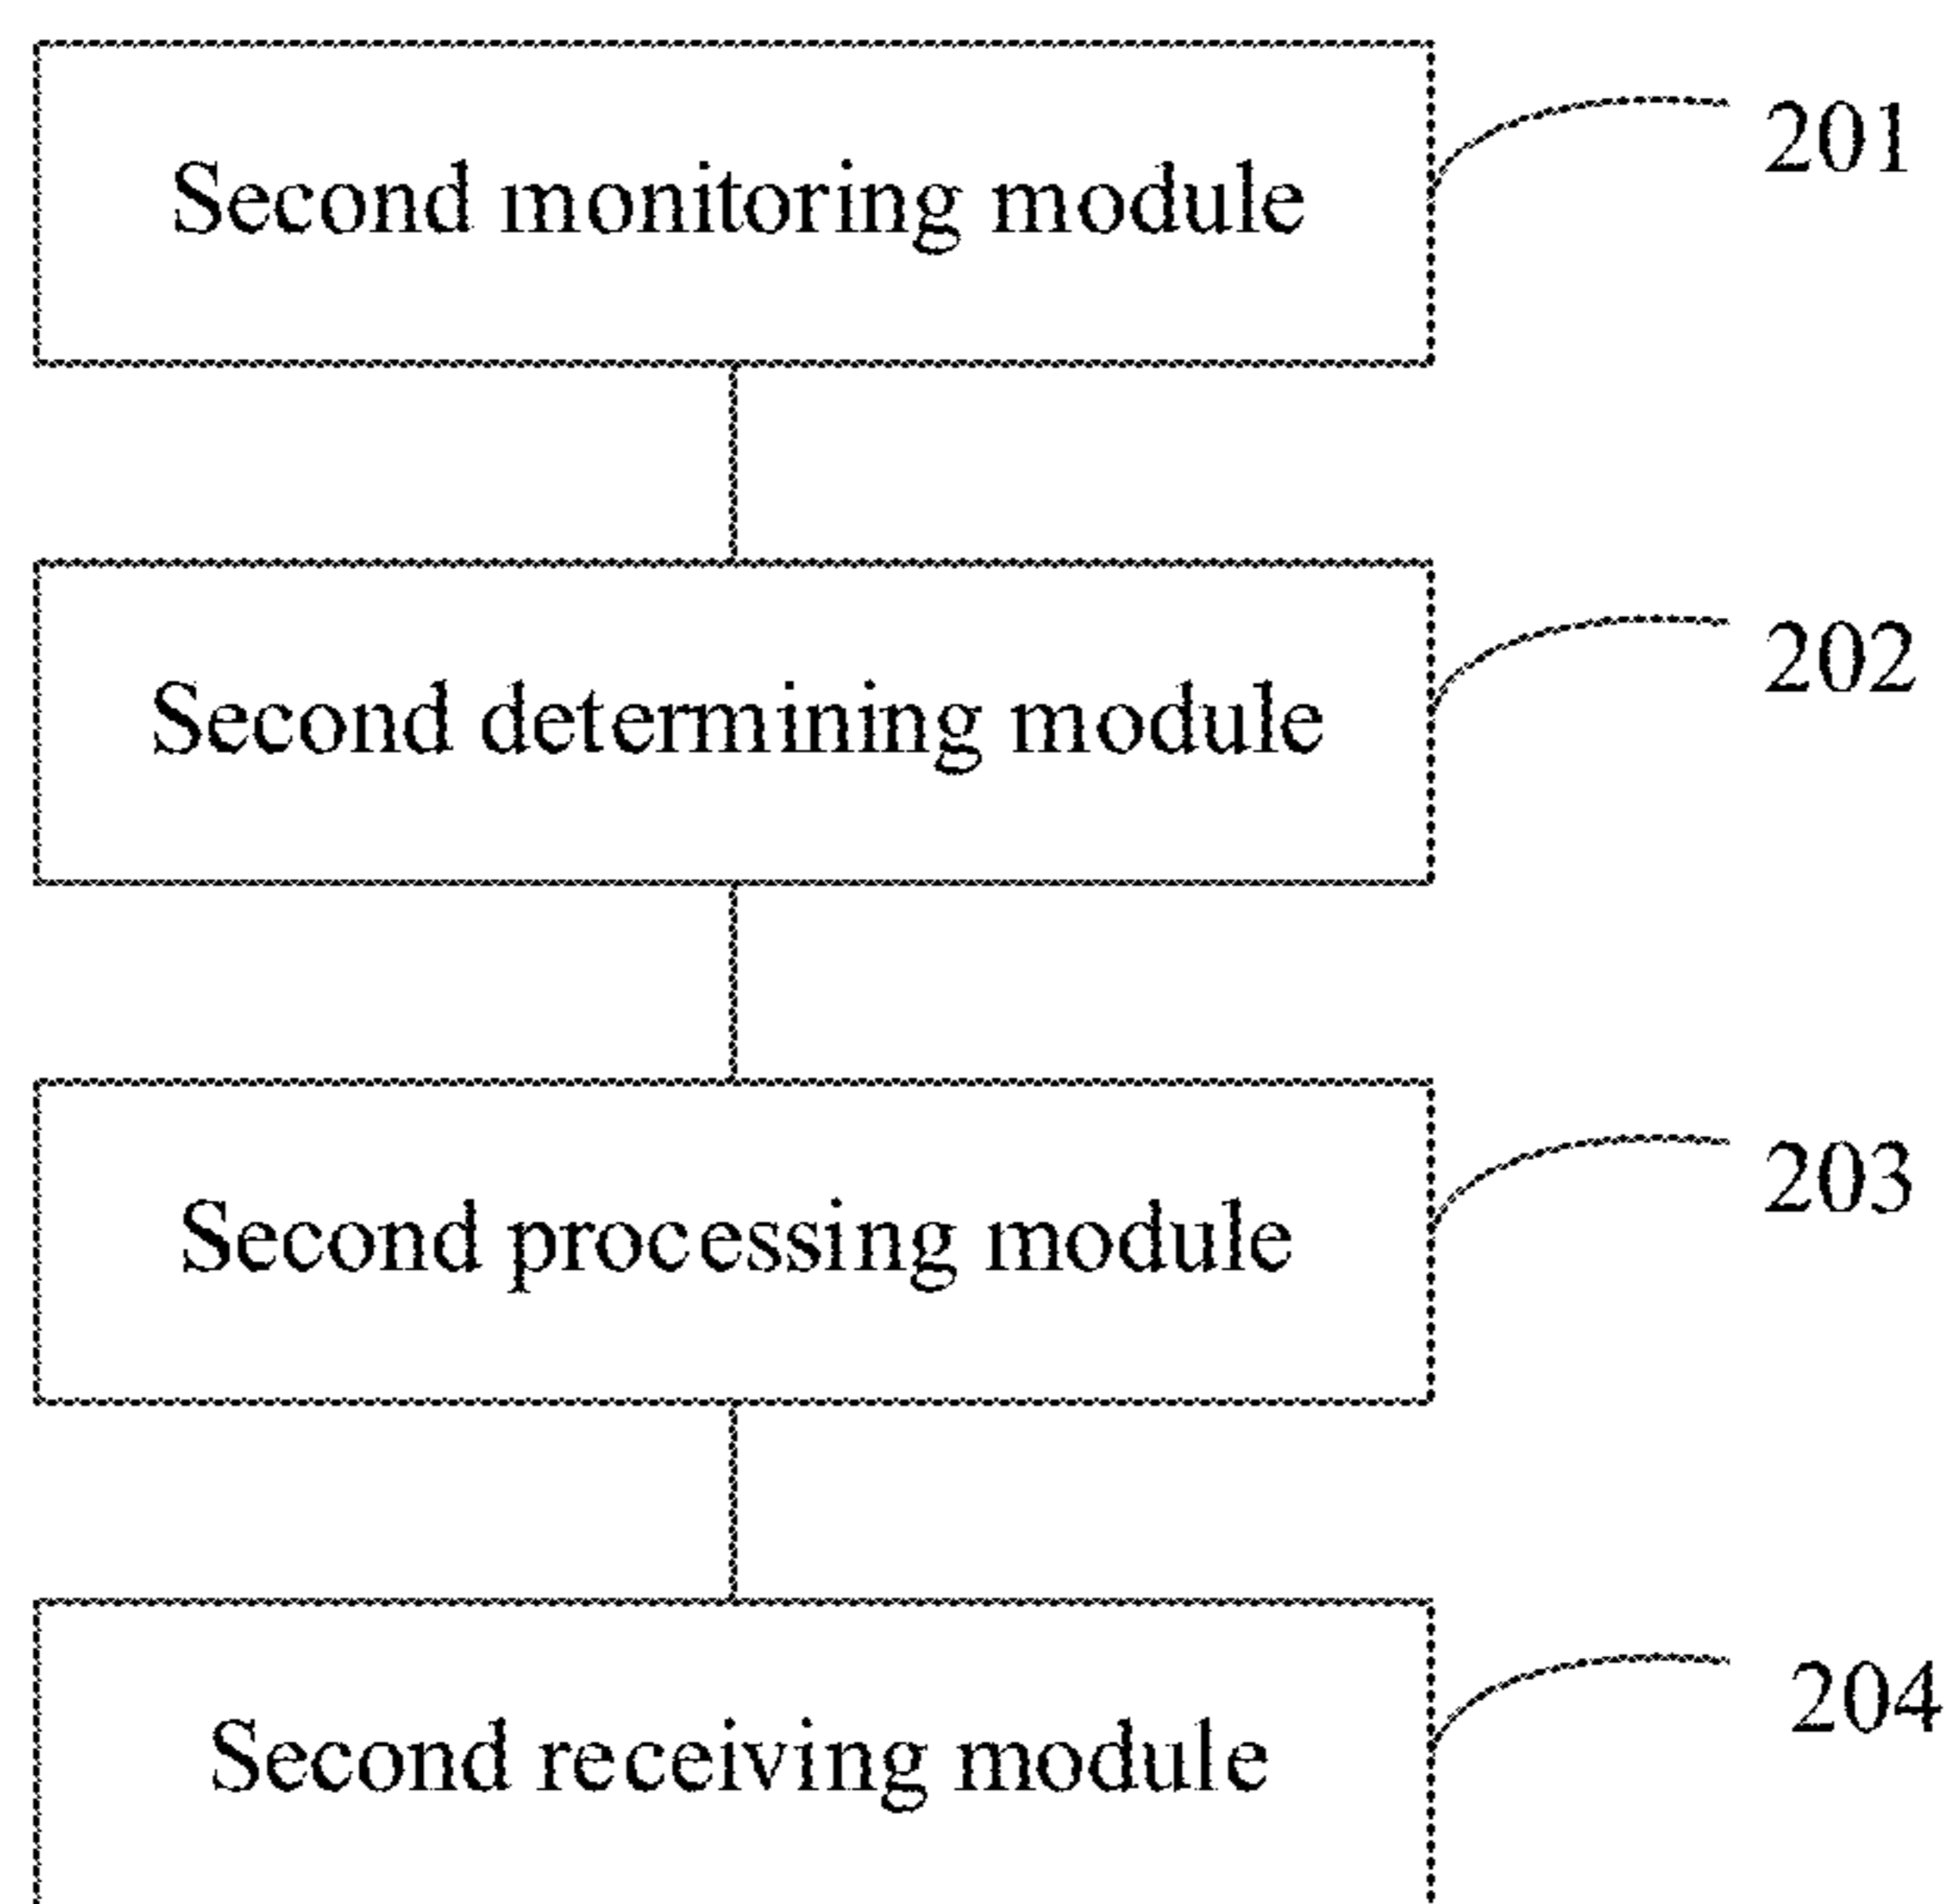 Second monitoring module
201
Second determining module
202
Second processing module
203
Second receiving module
204